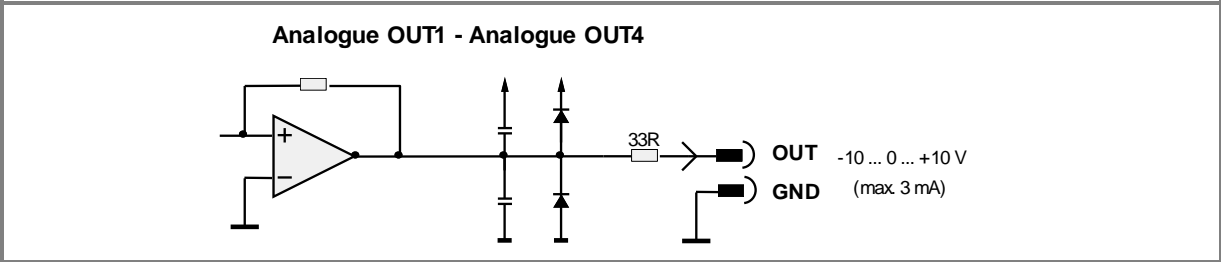 Analogue OUT1 - Analogue OUT4
+
−
33R
OUT -10 ... 0 ... +10 V
GND (max. 3 mA)